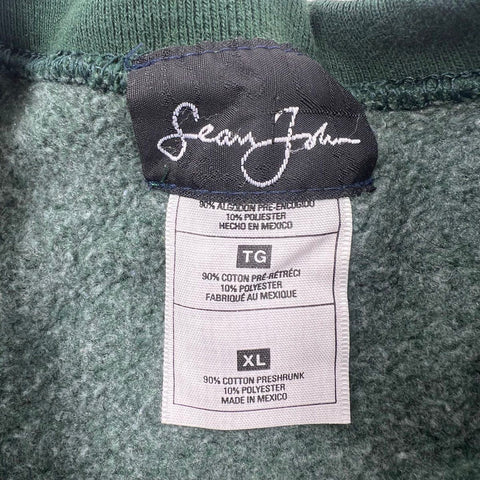 Sean John
90% ALGODON PRE-ENCOGIDO
10% POLIESTER
HECHO EN MEXICO
TG
90% COTON PRÉ-RÉTRÉCI
10% POLYESTER
FABRIQUÉ AU MEXIQUE
XL
90% COTTON PRESHRUNK
10% POLYESTER
MADE IN MEXICO